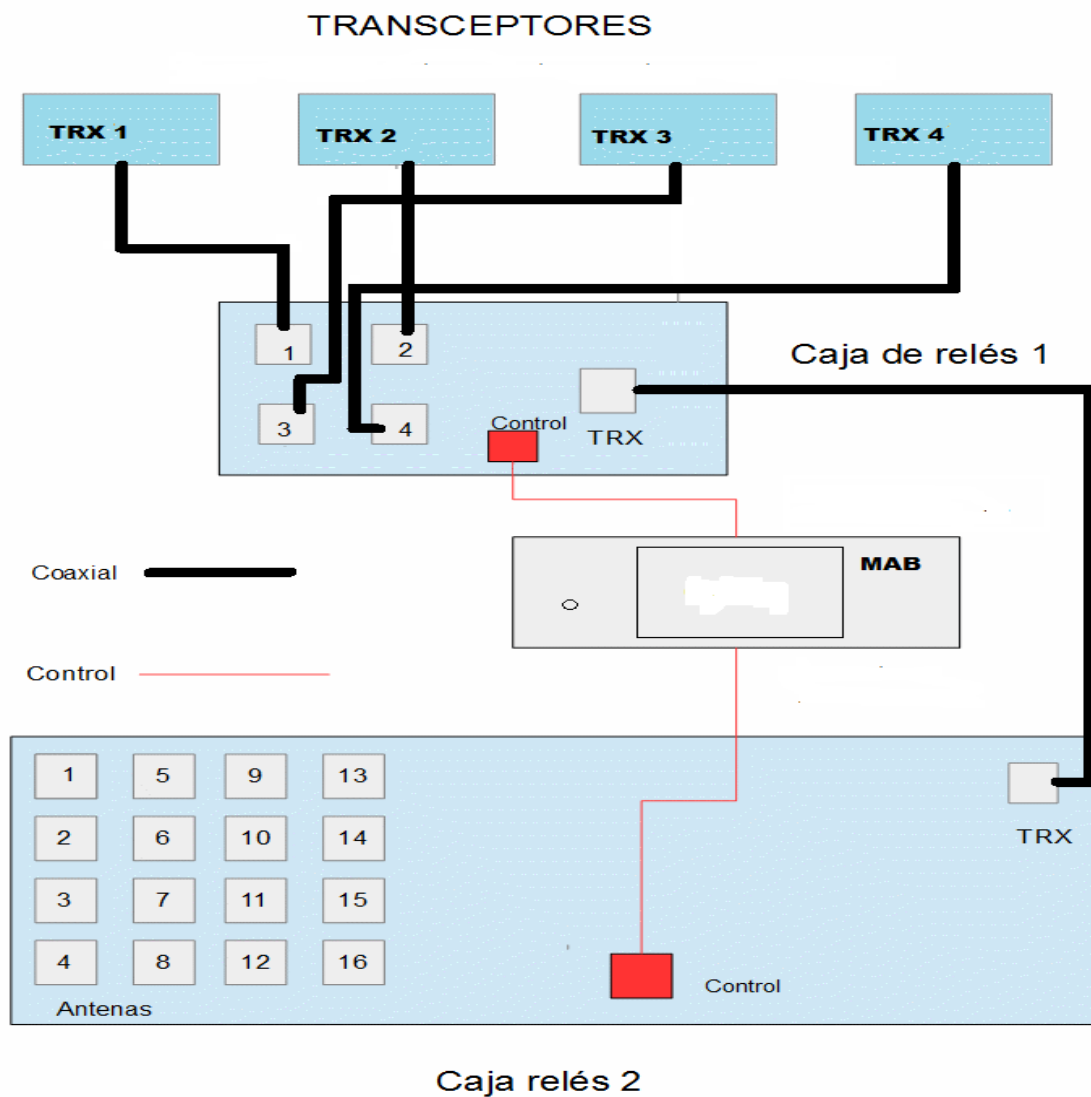 TRANSCEPTORES
TRX 1
TRX 2
TRX 3
TRX 4
1
2
3
4
Control
TRX
Caja de relés 1
MAB
Coaxial
Control
1 5 9 13
2 6 10 14
3 7 11 15
4 8 12 16
Antenas
TRX
Control
Caja relés 2